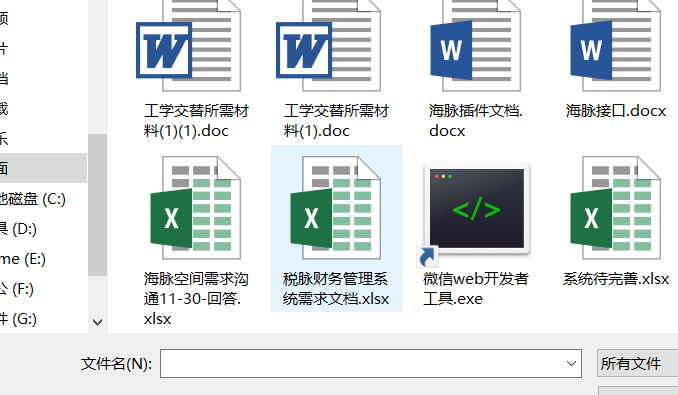 频
片
工学交替所需材
料(1)(1).doc
工学交替所需材
料(1).doc
海脉插件文档.
docx
海脉接口.docx
档
载
乐
面
地磁盘 (C:)
具 (D:)
me (E:)
公 (F:)
件 (G:)
海脉空间需求沟
通11-30-回答.
xlsx
税脉财务管理系
统需求文档.xlsx
</>
微信web开发者
工具.exe
系统待完善.xlsx
文件名(N):
所有文件